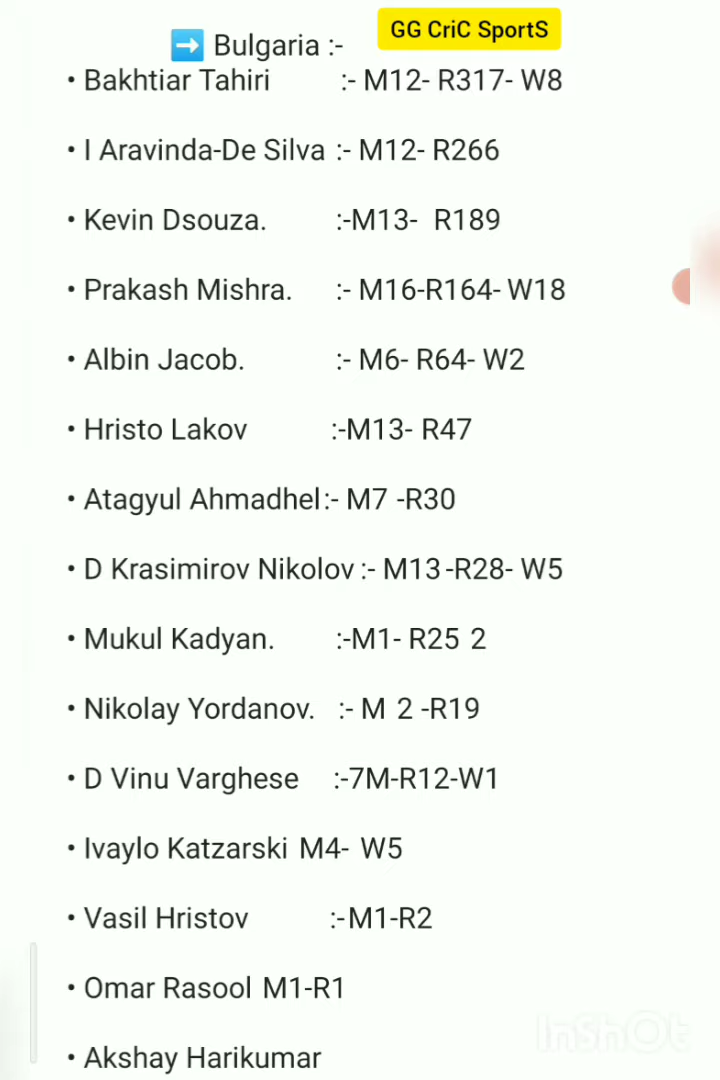 GG CriC SportS
➡️ Bulgaria :-
• Bakhtiar Tahiri :- M12- R317- W8
• I Aravinda-De Silva :- M12- R266
• Kevin Dsouza. :-M13- R189
• Prakash Mishra. :- M16-R164- W18
• Albin Jacob. :- M6- R64- W2
• Hristo Lakov :-M13- R47
• Atagyul Ahmadhel:- M7 -R30
• D Krasimirov Nikolov :- M13 -R28- W5
• Mukul Kadyan. :-M1- R25 2
• Nikolay Yordanov. :- M 2 -R19
• D Vinu Varghese :-7M-R12-W1
• Ivaylo Katzarski M4- W5
• Vasil Hristov :-M1-R2
• Omar Rasool M1-R1
• Akshay Harikumar
InShOt